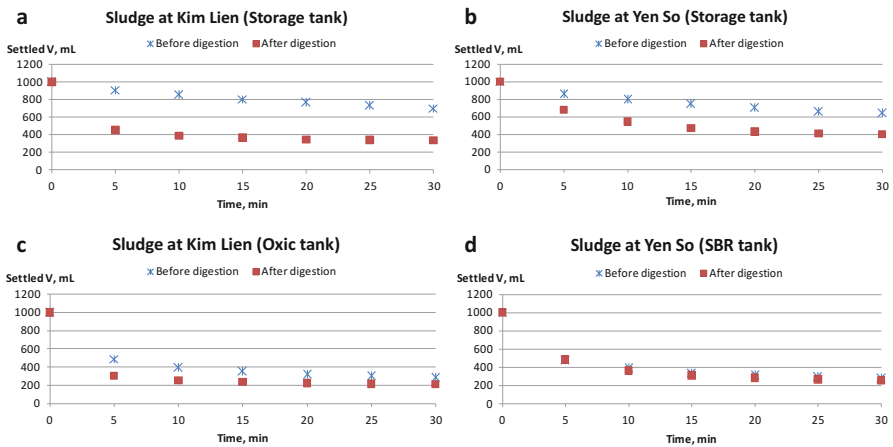 a Sludge at Kim Lien (Storage tank)
Settled V, mL
Before digestion After digestion
1200
1000
800
600
400
200
0
0 5 10 15 20 25 30
Time, min
b Sludge at Yen So (Storage tank)
Settled V, mL
Before digestion After digestion
1200
1000
800
600
400
200
0
0 5 10 15 20 25 30
Time, min
c Sludge at Kim Lien (Oxic tank)
Settled V, mL
Before digestion After digestion
1200
1000
800
600
400
200
0
0 5 10 15 20 25 30
Time, min
d Sludge at Yen So (SBR tank)
Settled V, mL
Before digestion After digestion
1200
1000
800
600
400
200
0
0 5 10 15 20 25 30
Time, min